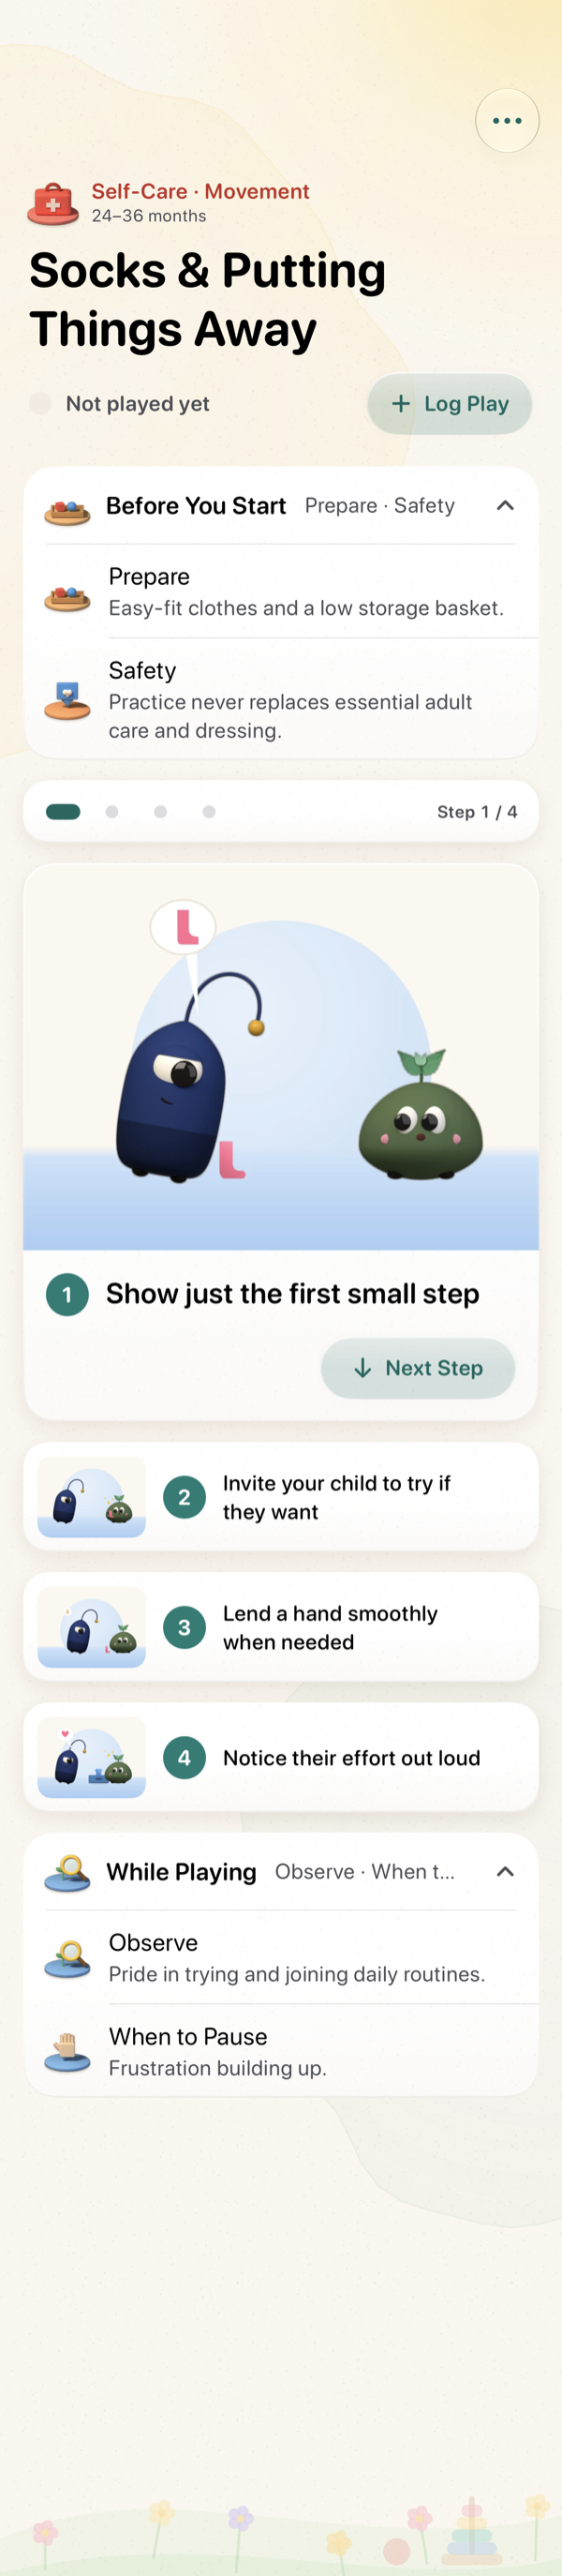 Self-Care · Movement
24–36 months
Socks & Putting
Things Away
Not played yet
+ Log Play
Before You Start Prepare · Safety
Prepare
Easy-fit clothes and a low storage basket.
Safety
Practice never replaces essential adult
care and dressing.
Step 1 / 4
1 Show just the first small step
Next Step
2 Invite your child to try if
they want
3 Lend a hand smoothly
when needed
4 Notice their effort out loud
While Playing Observe · When t...
Observe
Pride in trying and joining daily routines.
When to Pause
Frustration building up.